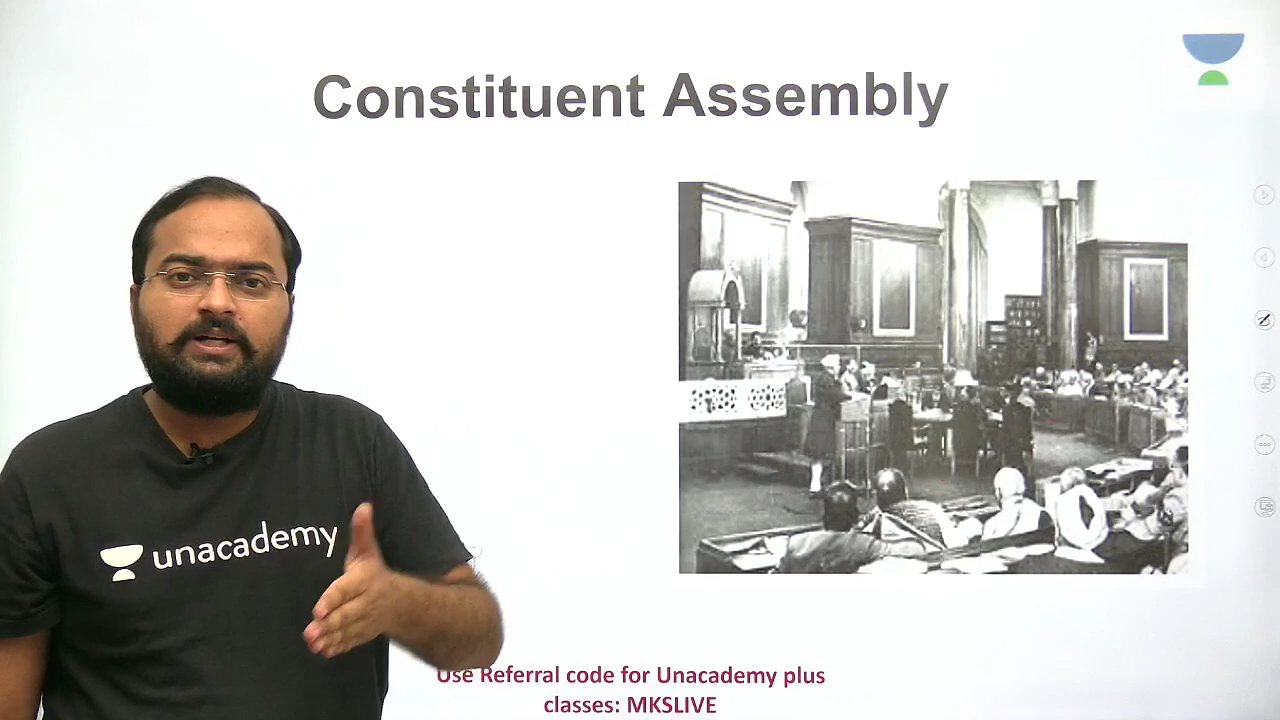 Constituent Assembly
unacademy
Use Referral code for Unacademy plus
classes: MKSLIVE